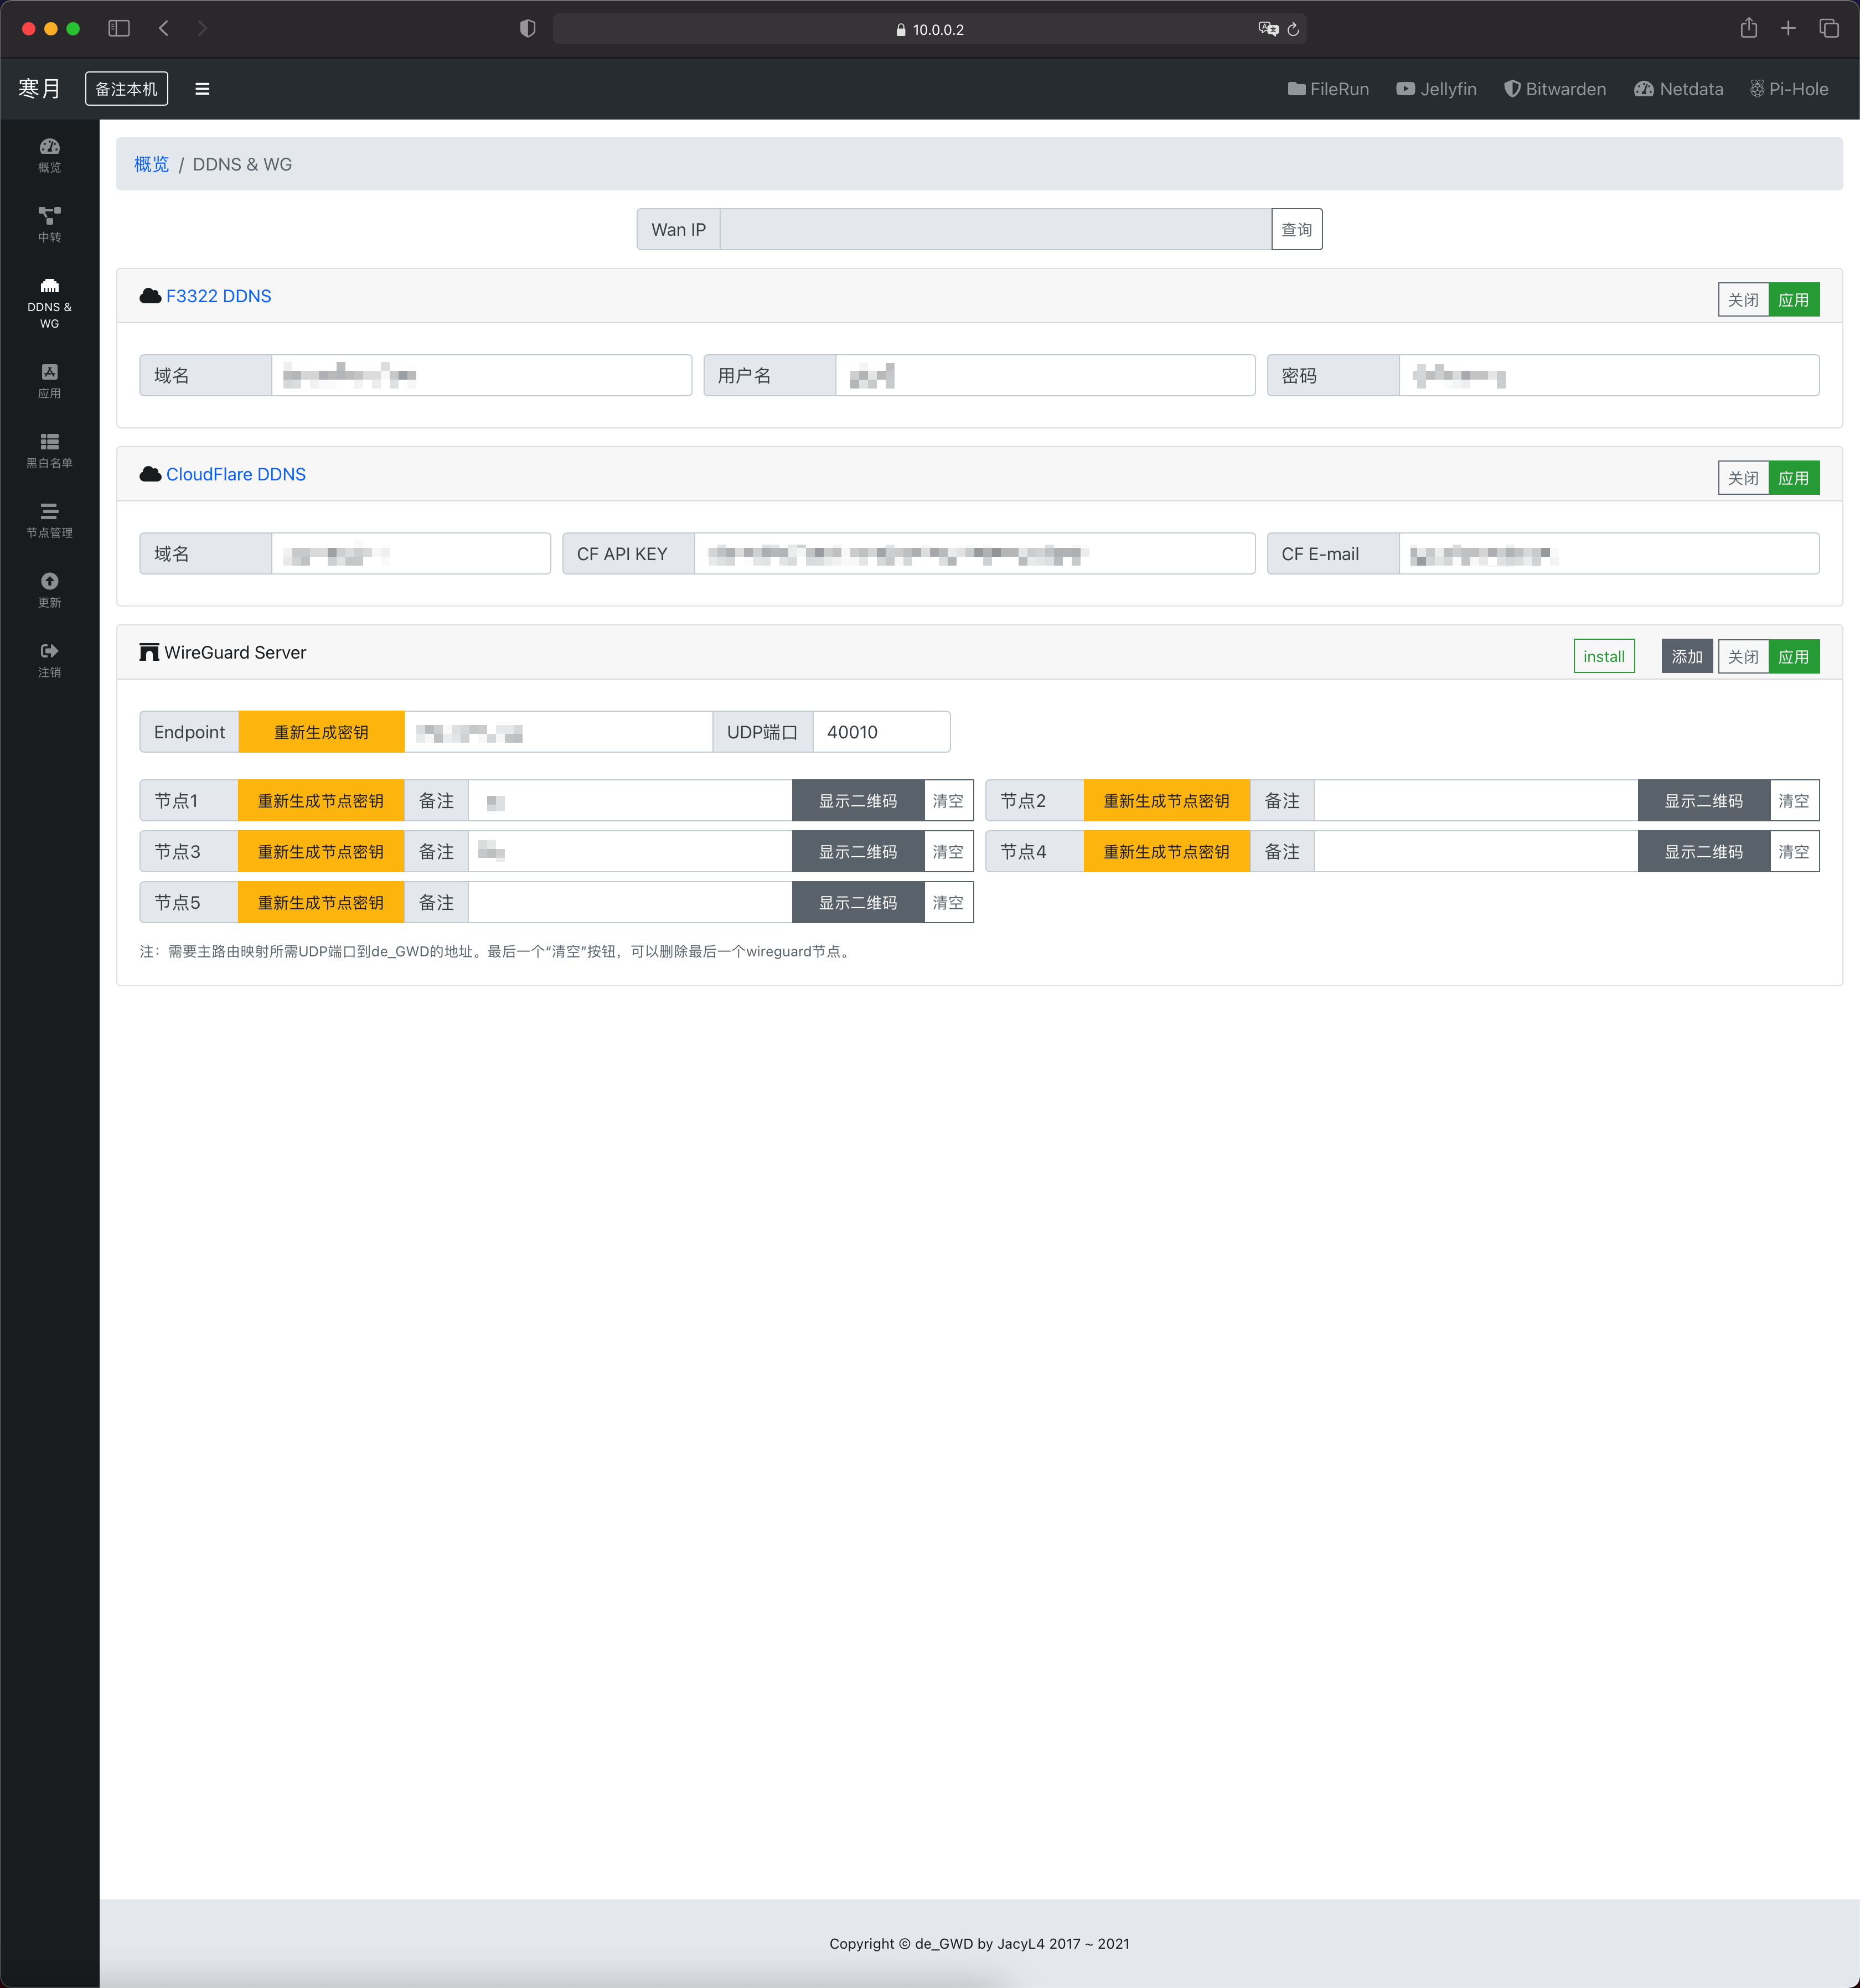 10.0.0.2
寒月 备注本机 FileRun Jellyfin Bitwarden Netdata Pi-Hole
概览
中转
DDNS &
WG
应用
黑白名单
节点管理
更新
注销
概览 / DDNS & WG
Wan IP 查询
F3322 DDNS 关闭 应用
域名 用户名 密码
CloudFlare DDNS 关闭 应用
域名 CF API KEY CF E-mail
WireGuard Server install 添加 关闭 应用
Endpoint 重新生成密钥 UDP端口 40010
节点1 重新生成节点密钥 备注 显示二维码 清空 节点2 重新生成节点密钥 备注 显示二维码 清空
节点3 重新生成节点密钥 备注 显示二维码 清空 节点4 重新生成节点密钥 备注 显示二维码 清空
节点5 重新生成节点密钥 备注 显示二维码 清空
注：需要主路由映射所需UDP端口到de_GWD的地址。最后一个“清空”按钮，可以删除最后一个wireguard节点。
Copyright © de_GWD by JacyL4 2017 ~ 2021